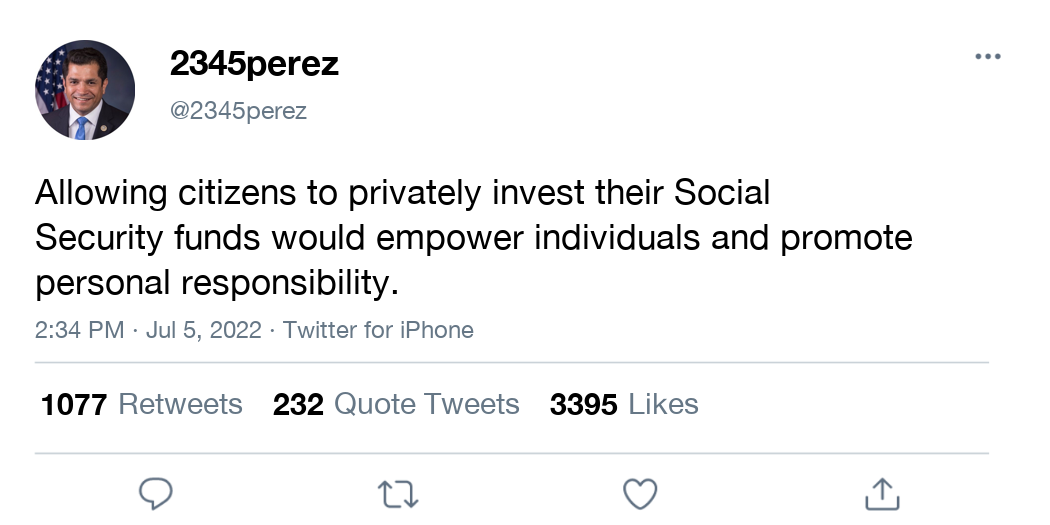 2345perez
@2345perez
Allowing citizens to privately invest their Social
Security funds would empower individuals and promote
personal responsibility.
2:34 PM · Jul 5, 2022 · Twitter for iPhone
1077 Retweets 232 Quote Tweets 3395 Likes